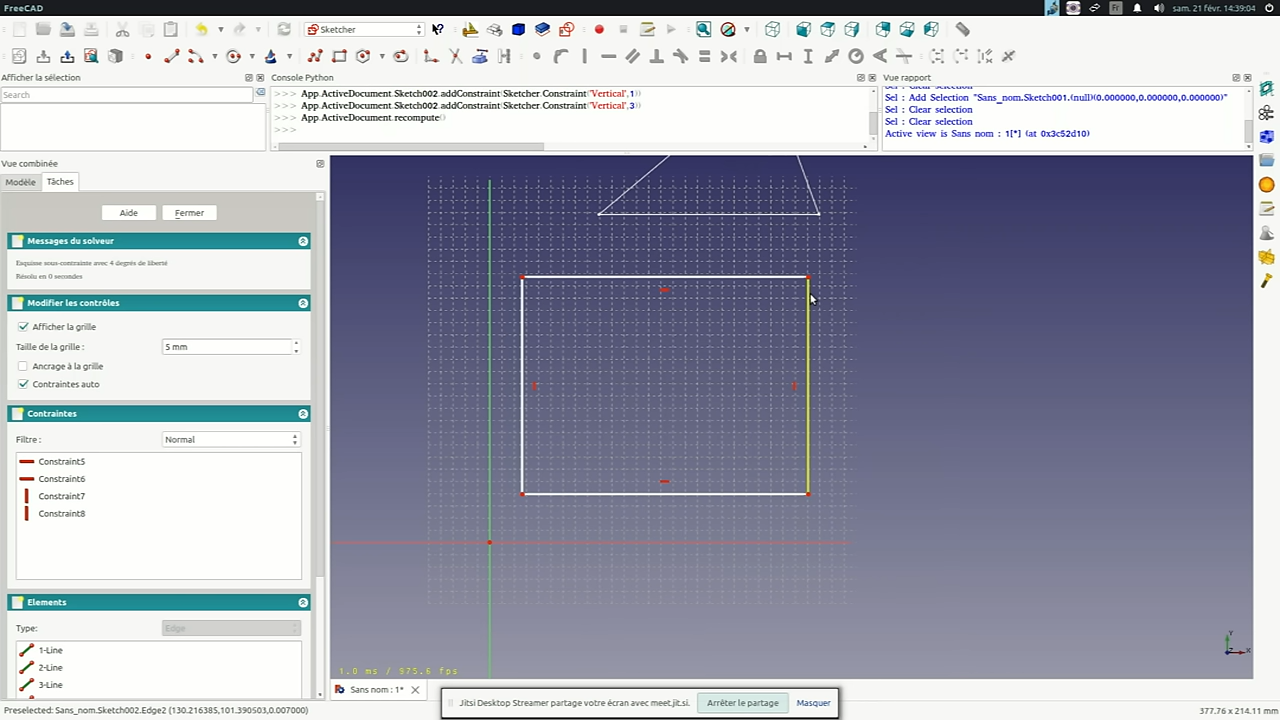 FreeCAD
Fr
sam. 21 févr. 14:39:04
Sketcher
Afficher la sélection
Console Python
Vue rapport
Search
>>> App.ActiveDocument.Sketch002.addConstraint(Sketcher.Constraint('Vertical',1))
>>> App.ActiveDocument.Sketch002.addConstraint(Sketcher.Constraint('Vertical',3))
>>> App.ActiveDocument.recompute()
>>>
Sel : Clear selection
Sel : Add Selection "Sans_nom.Sketch001.(null)(0.000000,0.000000,0.000000)"
Sel : Clear selection
Sel : Clear selection
Active view is Sans nom : 1[*] (at 0x3c52d10)
Vue combinée
Modèle
Tâches
Aide
Fermer
Messages du solveur
Esquisse sous-contrainte avec 4 degrés de liberté
Résolu en 0 secondes
Modifier les contrôles
Afficher la grille
Taille de la grille :
5 mm
Ancrage à la grille
Contraintes auto
Contraintes
Filtre :
Normal
Constraint5
Constraint6
Constraint7
Constraint8
Elements
Type:
Edge
1-Line
2-Line
3-Line
1.0 ms / 975.6 fps
Y
X
Z
Sans nom : 1*
Jitsi Desktop Streamer partage votre écran avec meet.jit.si.
Arrêter le partage
Masquer
Preselected: Sans_nom.Sketch002.Edge2 (130.216385,101.390503,0.007000)
377.76 x 214.11 mm